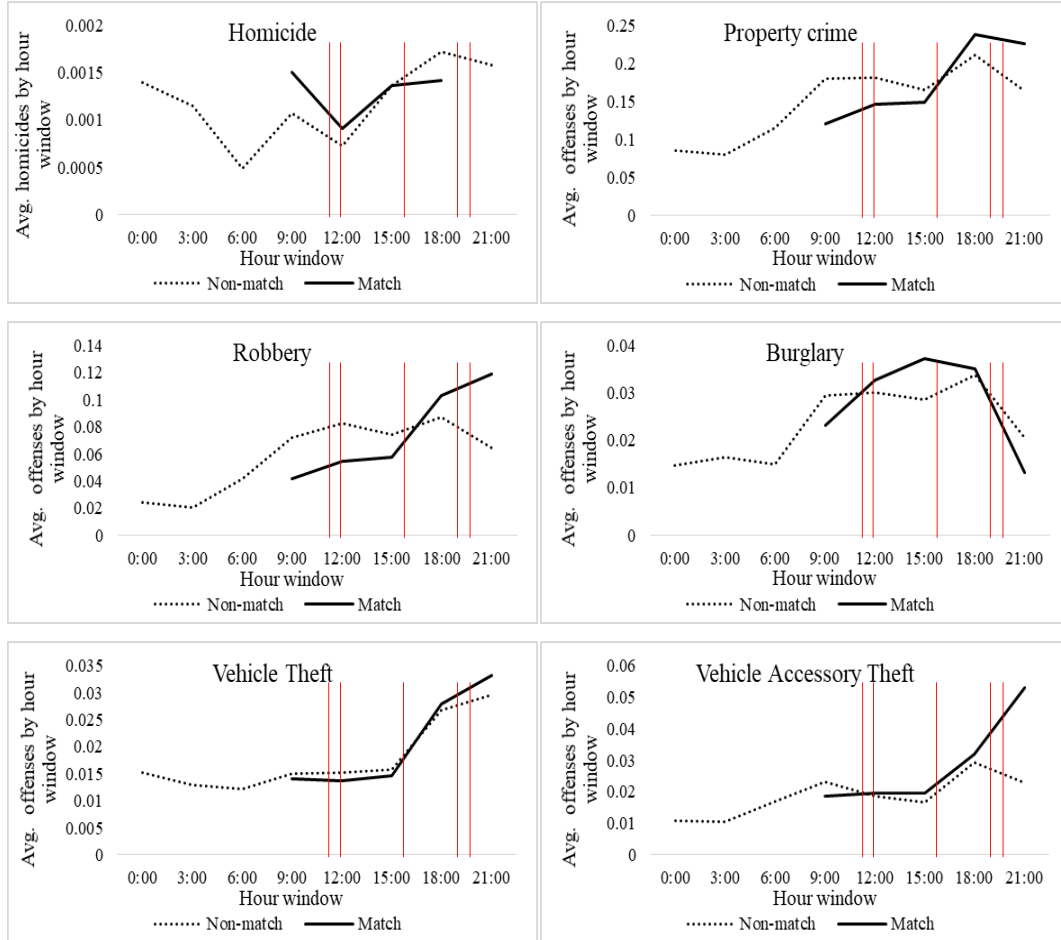 Homicide
Avg. homicides by hour
window
0.002
0.0015
0.001
0.0005
0
0:00 3:00 6:00 9:00 12:00 15:00 18:00 21:00
Hour window
Non-match Match
Property crime
Avg. offenses by hour
window
0.25
0.2
0.15
0.1
0.05
0
0:00 3:00 6:00 9:00 12:00 15:00 18:00 21:00
Hour window
Non-match Match
Robbery
Avg. offenses by hour
window
0.14
0.12
0.1
0.08
0.06
0.04
0.02
0
0:00 3:00 6:00 9:00 12:00 15:00 18:00 21:00
Hour window
Non-match Match
Burglary
Avg. offenses by hour
window
0.04
0.03
0.02
0.01
0
0:00 3:00 6:00 9:00 12:00 15:00 18:00 21:00
Hour window
Non-match Match
Vehicle Theft
Avg. offenses by hour
window
0.035
0.03
0.025
0.02
0.015
0.01
0.005
0
0:00 3:00 6:00 9:00 12:00 15:00 18:00 21:00
Hour window
Non-match Match
Vehicle Accessory Theft
Avg. offenses by hour
window
0.06
0.05
0.04
0.03
0.02
0.01
0
0:00 3:00 6:00 9:00 12:00 15:00 18:00 21:00
Hour window
Non-match Match